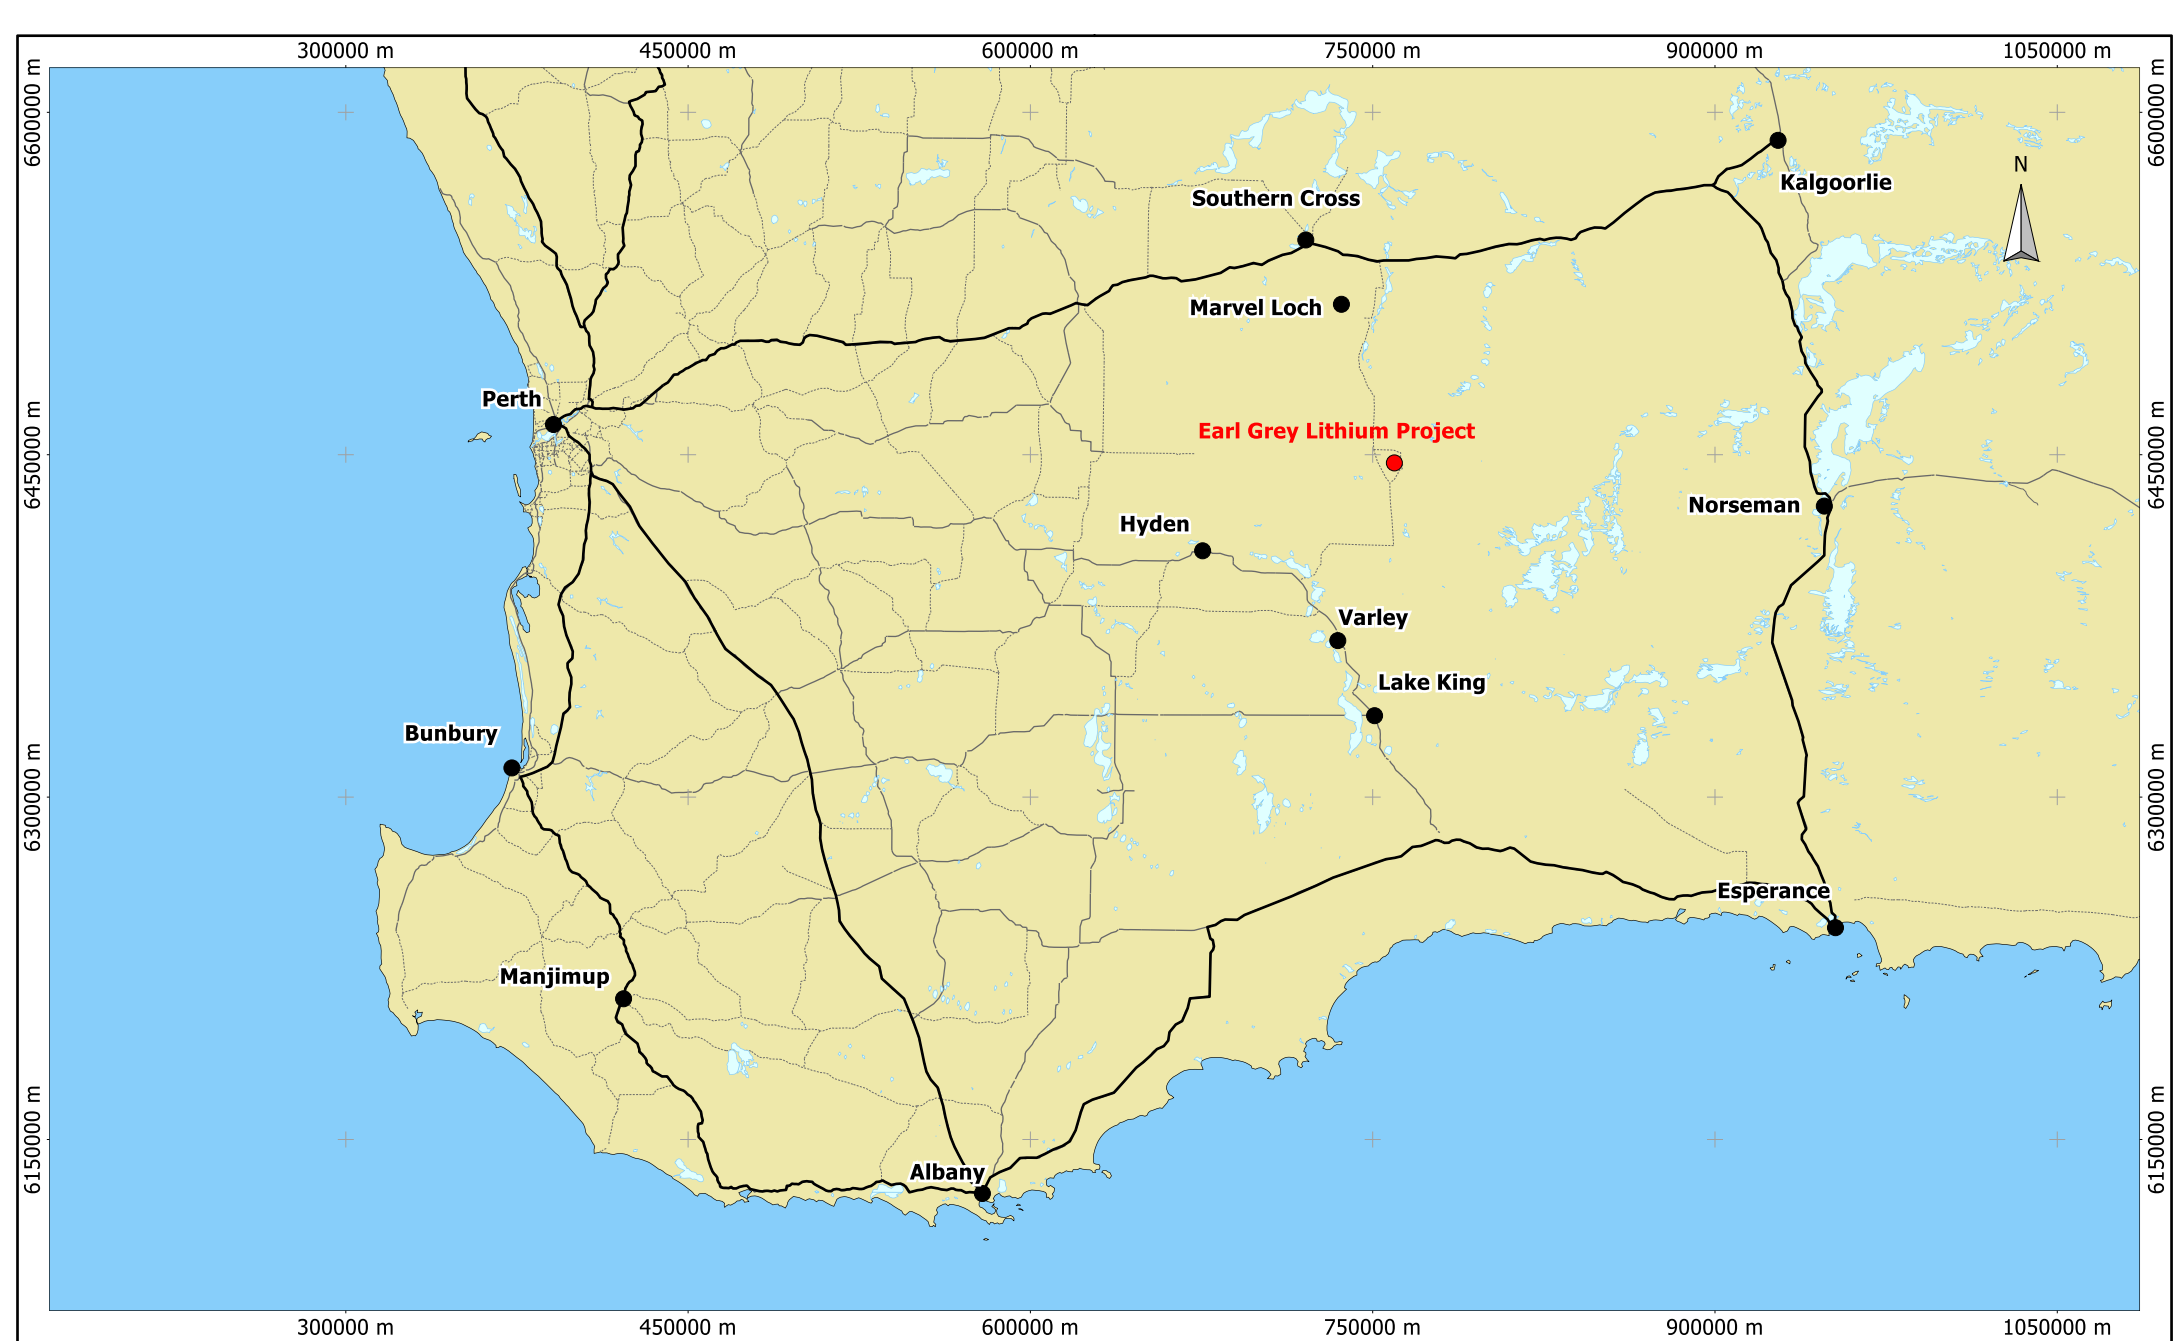 300000 m 450000 m 600000 m 750000 m 900000 m 1050000 m
6600000 m
6600000 m
N
Kalgoorlie
Southern Cross
Marvel Loch
Perth
Earl Grey Lithium Project
6450000 m
6450000 m
Norseman
Hyden
Varley
Lake King
Bunbury
6300000 m
6300000 m
Esperance
Manjimup
6150000 m
6150000 m
Albany
300000 m 450000 m 600000 m 750000 m 900000 m 1050000 m